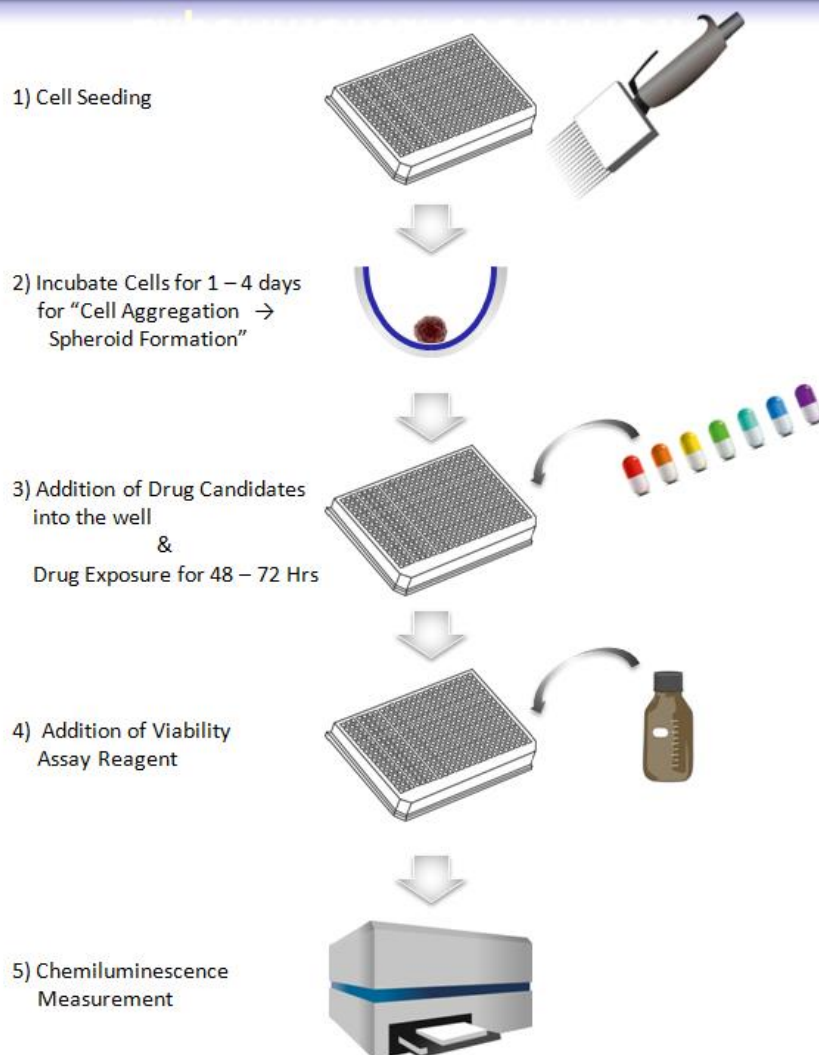 1) Cell Seeding
2) Incubate Cells for 1 – 4 days
for “Cell Aggregation →
Spheroid Formation”
3) Addition of Drug Candidates
into the well
&
Drug Exposure for 48 – 72 Hrs
4) Addition of Viability
Assay Reagent
5) Chemiluminescence
Measurement